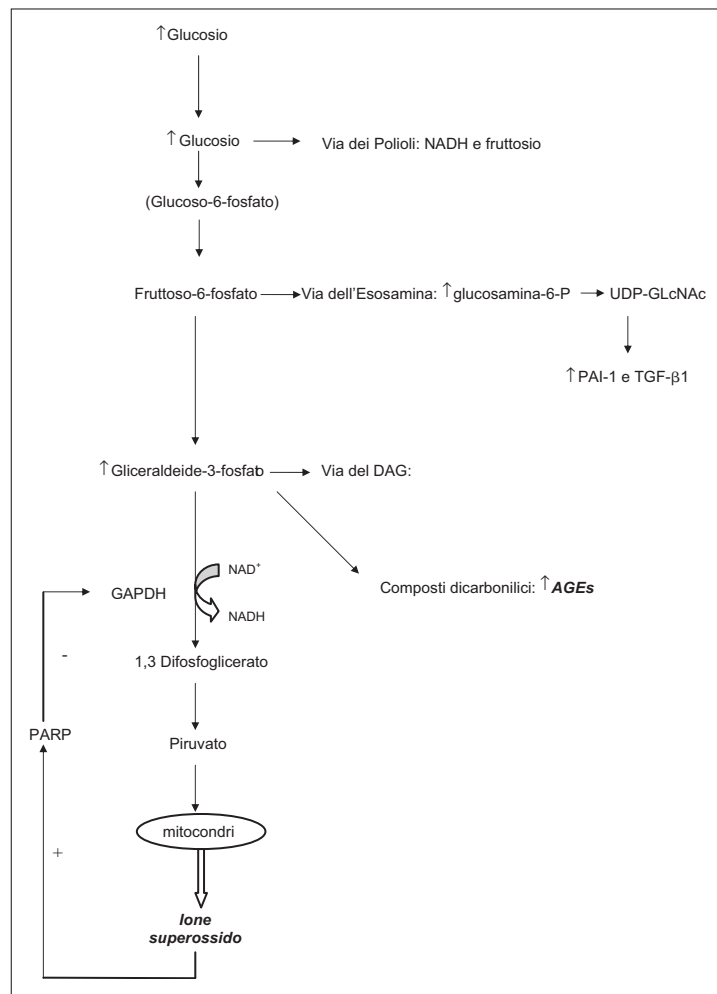 ↑Glucosio
↑Glucosio
Via dei Polioli: NADH e fruttosio
(Glucoso-6-fosfato)
Fruttoso-6-fosfato
Via dell'Esosamina: ↑glucosamina-6-P
UDP-GLcNAc
↑PAI-1 e TGF-β1
↑Gliceraldeide-3-fosfato
Via del DAG:
NAD+
GAPDH
Composti dicarbonilici: ↑AGEs
NADH
-
1,3 Difosfoglicerato
PARP
Piruvato
mitocondri
+
Ione
superossido